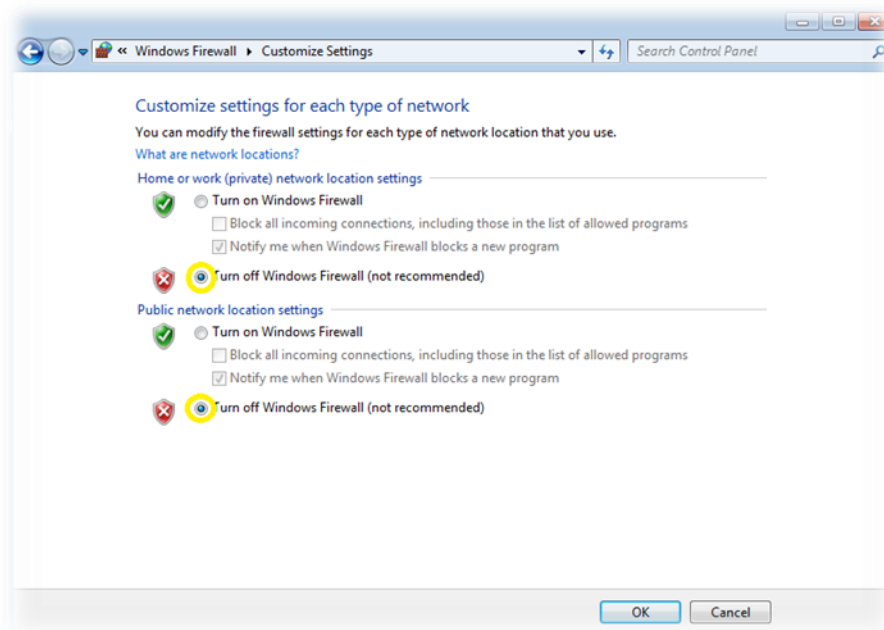 « Windows Firewall ▸ Customize Settings Search Control Panel
Customize settings for each type of network
You can modify the firewall settings for each type of network location that you use.
What are network locations?
Home or work (private) network location settings
Turn on Windows Firewall
Block all incoming connections, including those in the list of allowed programs
Notify me when Windows Firewall blocks a new program
Turn off Windows Firewall (not recommended)
Public network location settings
Turn on Windows Firewall
Block all incoming connections, including those in the list of allowed programs
Notify me when Windows Firewall blocks a new program
Turn off Windows Firewall (not recommended)
OK Cancel